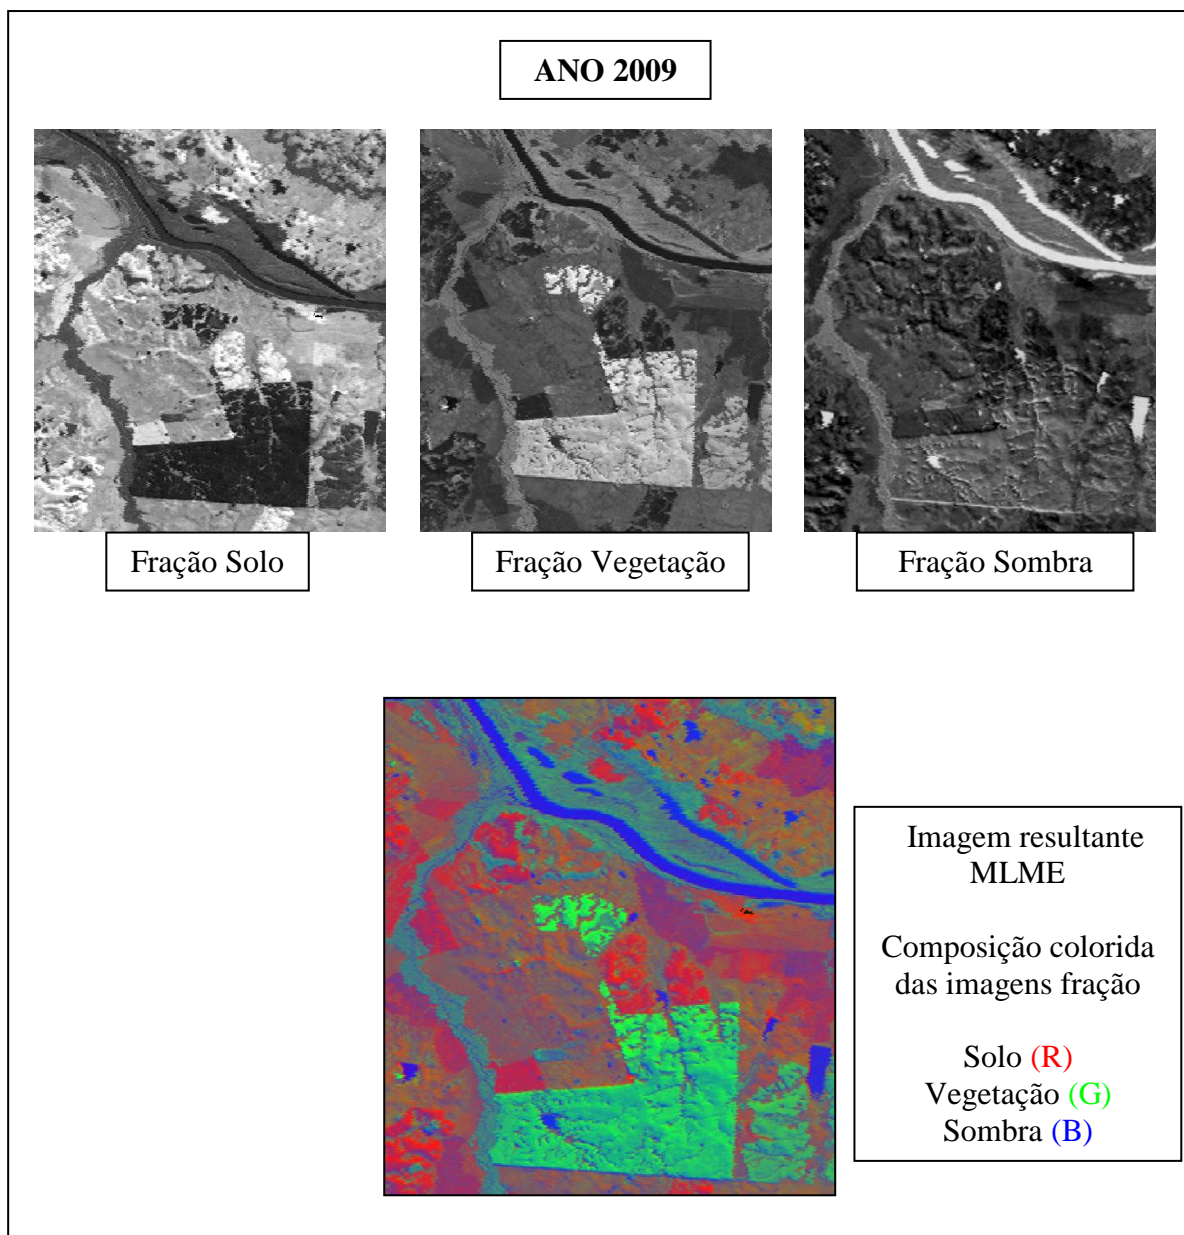 ANO 2009
Fração Solo
Fração Vegetação
Fração Sombra
Imagem resultante
MLME
Composição colorida
das imagens fração
Solo (R)
Vegetação (G)
Sombra (B)